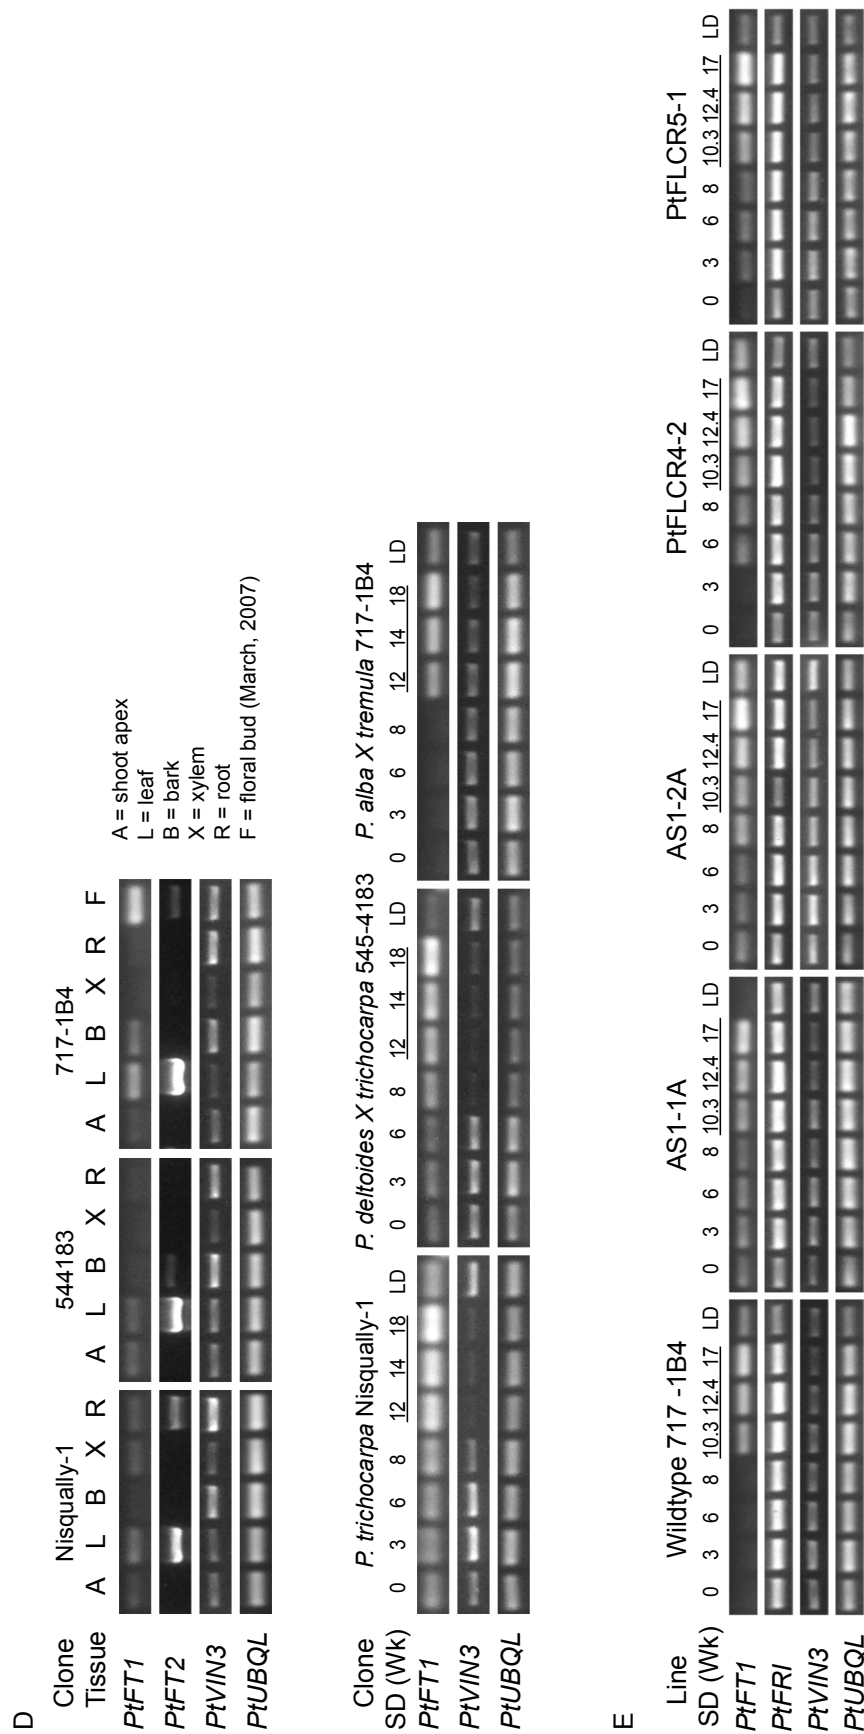 D
Clone Nisqually-1 544183 717-1B4
Tissue A L B X R A L B X R A L B X R F
PtFT1
PtFT2
PtVIN3
PtUBQL
A = shoot apex
L = leaf
B = bark
X = xylem
R = root
F = floral bud (March, 2007)
Clone P. trichocarpa Nisqually-1 P. deltoides X trichocarpa 545-4183 P. alba X tremula 717-1B4
SD (Wk) 0 3 6 8 12 14 18 LD 0 3 6 8 12 14 18 LD 0 3 6 8 12 14 18 LD
PtFT1
PtVIN3
PtUBQL
E
Line Wildtype 717 -1B4 AS1-1A AS1-2A PtFLCR4-2 PtFLCR5-1
SD (Wk) 0 3 6 8 10.3 12.4 17 LD 0 3 6 8 10.3 12.4 17 LD 0 3 6 8 10.3 12.4 17 LD 0 3 6 8 10.3 12.4 17 LD 0 3 6 8 10.3 12.4 17 LD
PtFT1
PtFRI
PtVIN3
PtUBQL